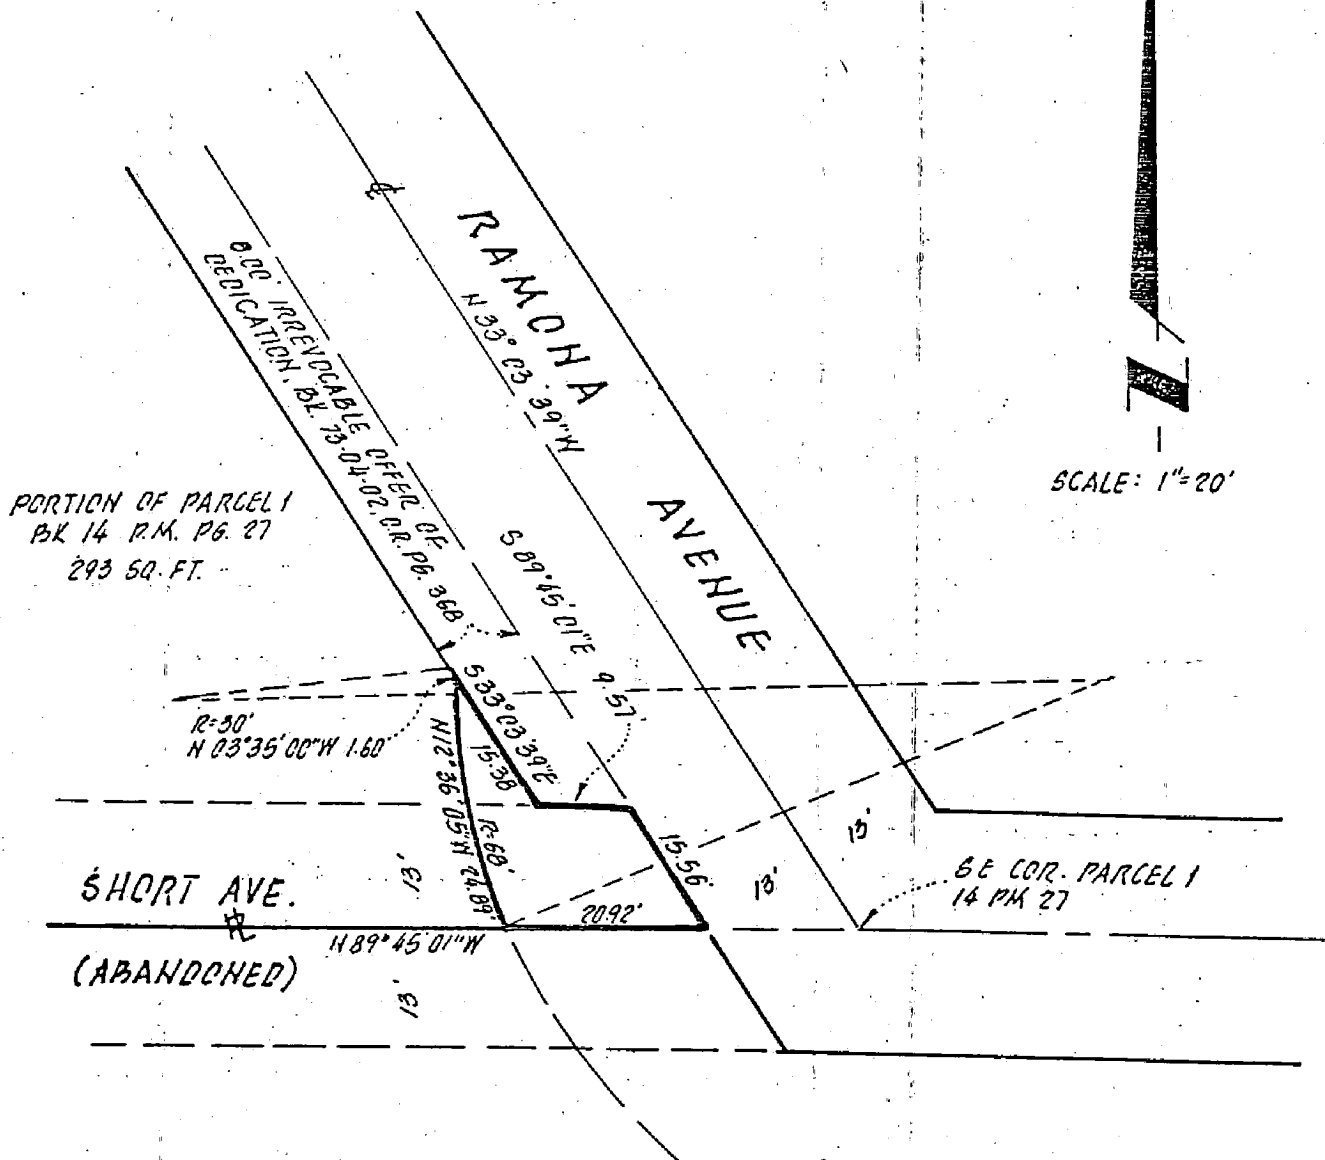 RAMONA
AVENUE
N 33° 03' 39" W
8.00' IRREVOCABLE OFFER OF
DEDICATION, BK. 73-04-02, O.R. PG. 368
SCALE: 1"=20'
PORTION OF PARCEL 1
BK 14 P.M. PG. 27
293 SQ. FT.
S 89° 45' 01" E 9.57'
S 33° 03' 39" E
15.38
R=30'
N 03° 35' 00" W 1.60'
N 12° 36' 05" W 24.89'
R=68'
15.56'
13'
13'
13'
13'
SHORT AVE.
(ABANDONED)
20.92'
N 89° 45' 01" W
SE COR. PARCEL 1
14 PM 27